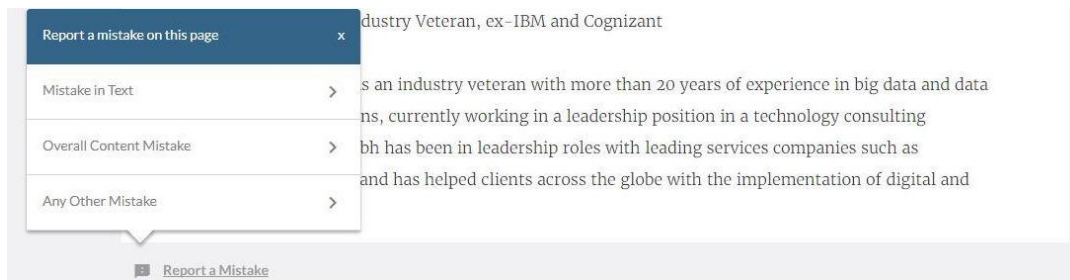 Report a mistake on this page x
Mistake in Text
Overall Content Mistake
Any Other Mistake
Report a Mistake
dustry Veteran, ex-IBM and Cognizant
s an industry veteran with more than 20 years of experience in big data and data
ns, currently working in a leadership position in a technology consulting
bh has been in leadership roles with leading services companies such as
and has helped clients across the globe with the implementation of digital and